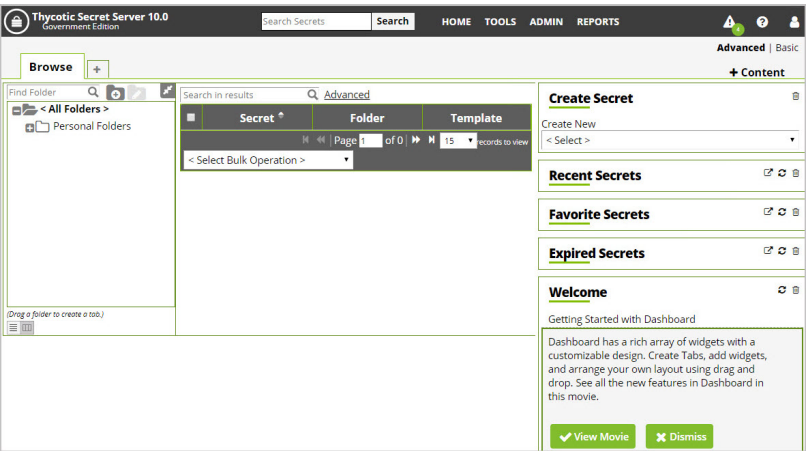 Thycotic Secret Server 10.0
Government Edition
Search Secrets
Search
HOME TOOLS ADMIN REPORTS
4
?
Advanced | Basic
Browse
+
+ Content
Find Folder
< All Folders >
Personal Folders
(Drag a folder to create a tab.)
Search in results
Advanced
Secret Folder Template
Page 1 of 0 15 records to view
< Select Bulk Operation >
Create Secret
Create New
< Select >
Recent Secrets
Favorite Secrets
Expired Secrets
Welcome
Getting Started with Dashboard
Dashboard has a rich array of widgets with a
customizable design. Create Tabs, add widgets,
and arrange your own layout using drag and
drop. See all the new features in Dashboard in
this movie.
View Movie
Dismiss